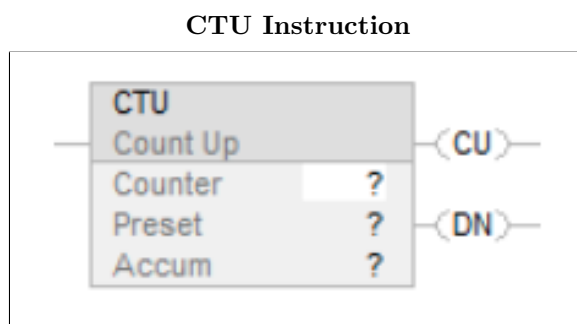 CTU Instruction
CTU
Count Up
CU
Counter ?
Preset ?
DN
Accum ?